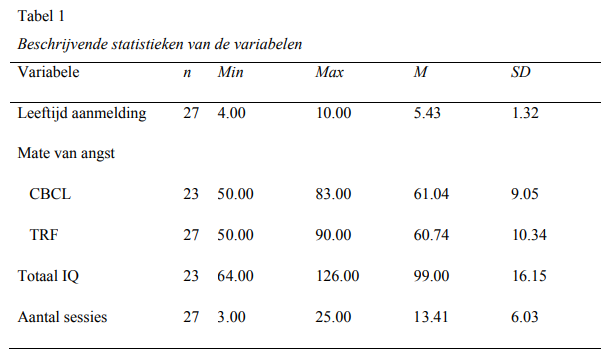 Tabel 1
Beschrijvende statistieken van de variabelen
Variabele n Min Max M SD
Leeftijd aanmelding 27 4.00 10.00 5.43 1.32
Mate van angst
CBCL 23 50.00 83.00 61.04 9.05
TRF 27 50.00 90.00 60.74 10.34
Totaal IQ 23 64.00 126.00 99.00 16.15
Aantal sessies 27 3.00 25.00 13.41 6.03